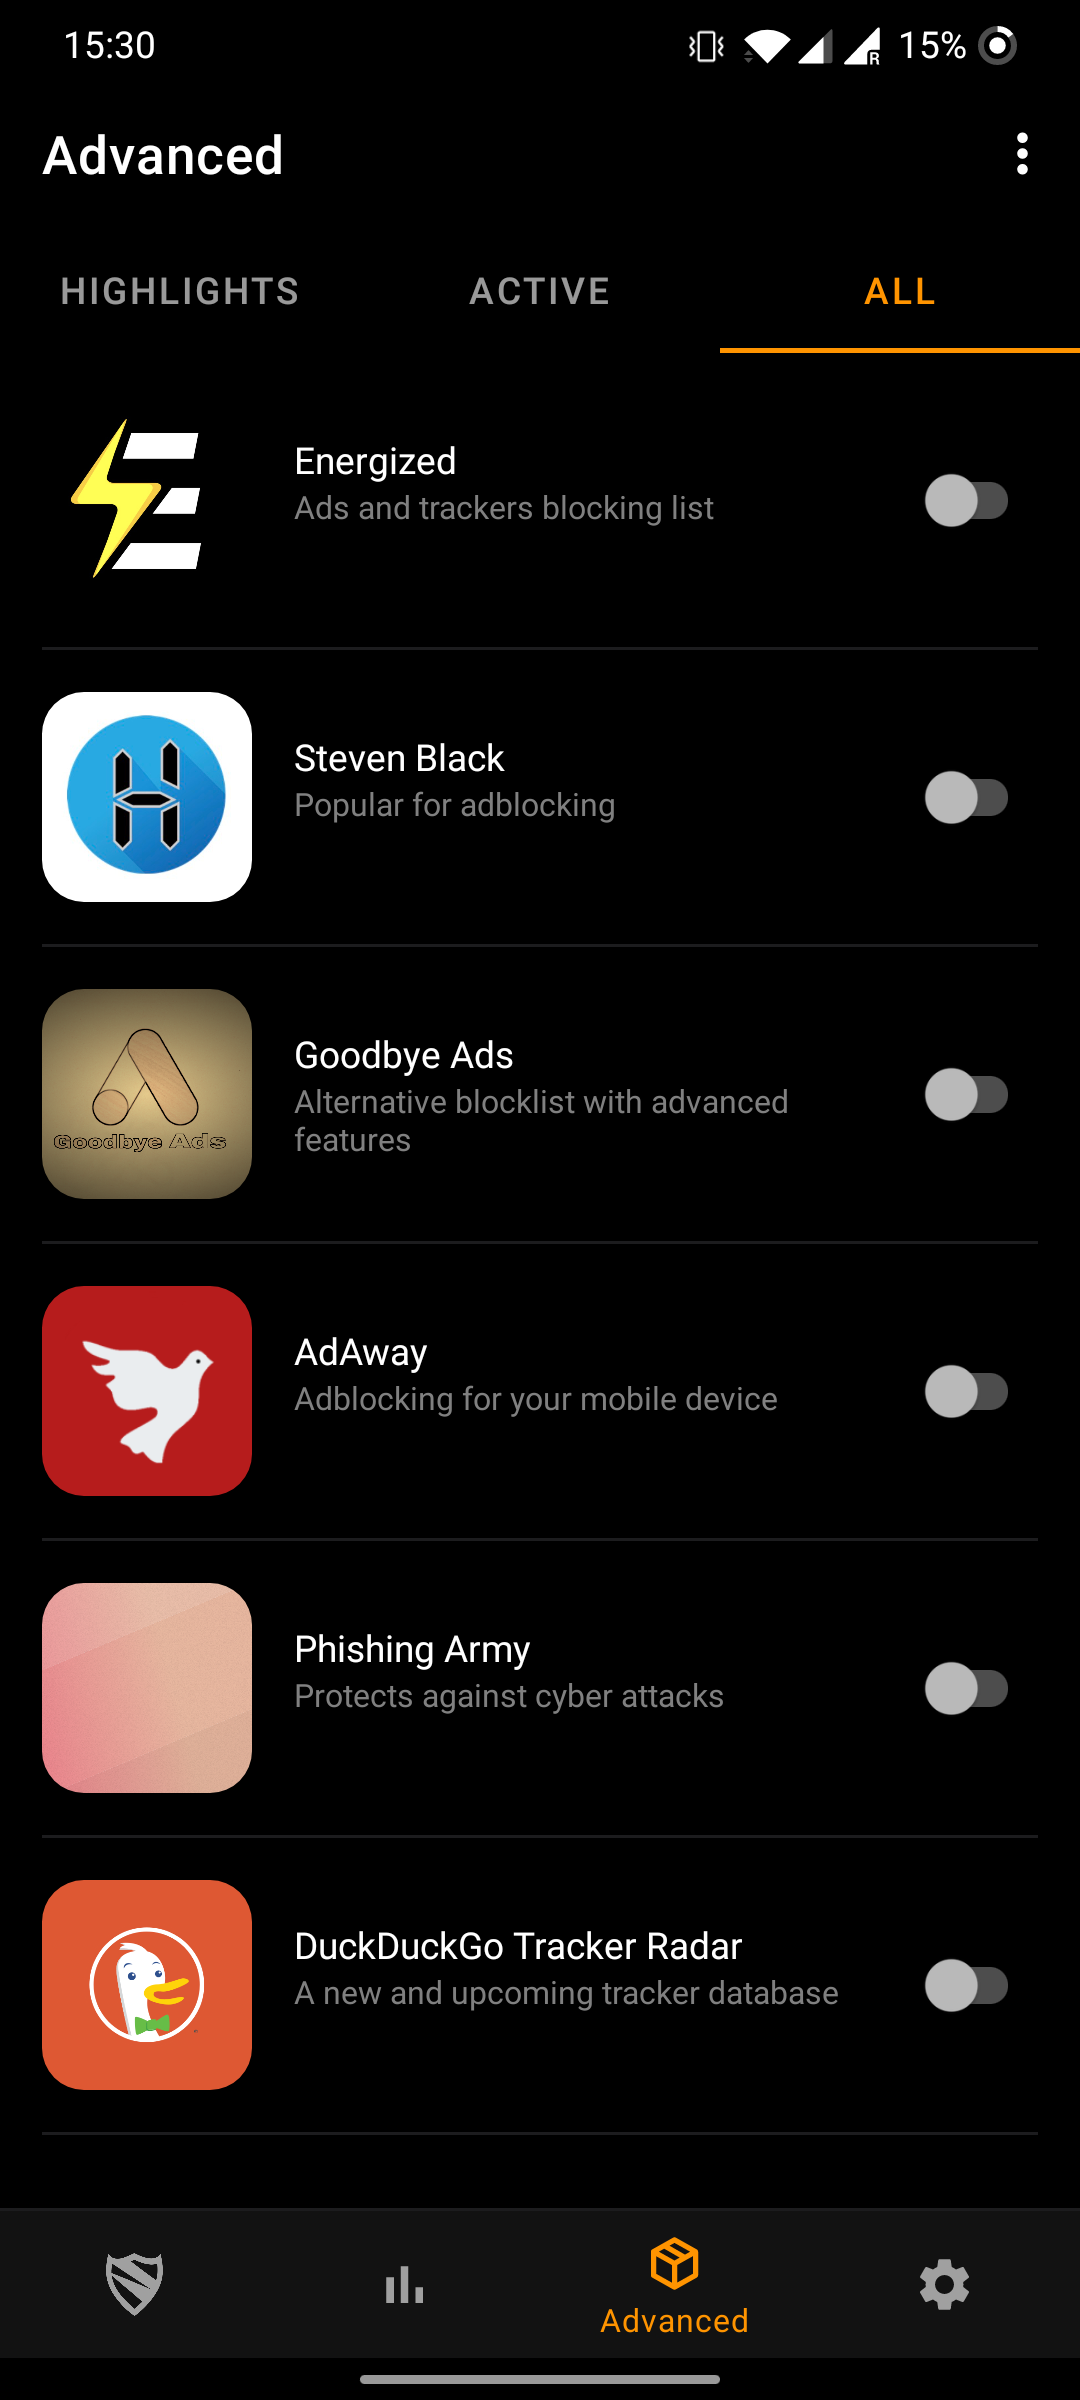 15:30
R
15%
Advanced
HIGHLIGHTS
ACTIVE
ALL
Energized
Ads and trackers blocking list
Steven Black
Popular for adblocking
Goodbye Ads
Goodbye Ads
Alternative blocklist with advanced
features
AdAway
Adblocking for your mobile device
Phishing Army
Protects against cyber attacks
DuckDuckGo Tracker Radar
A new and upcoming tracker database
Advanced